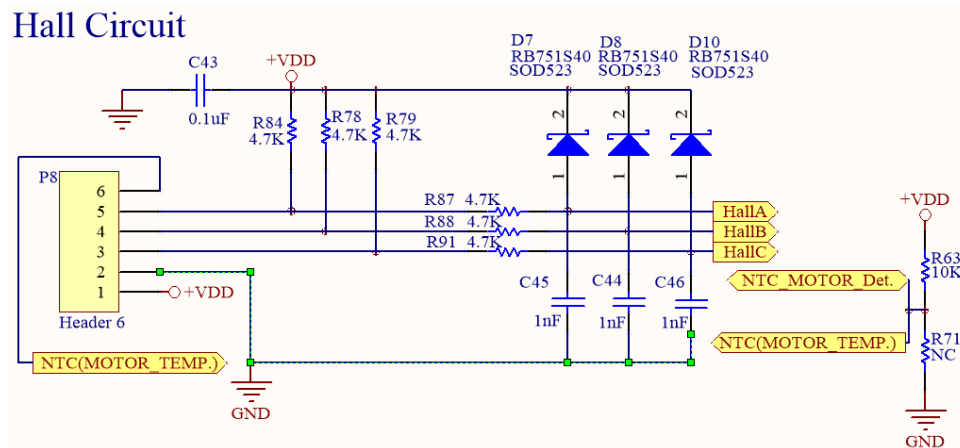 Hall Circuit
C43
0.1uF
+VDD
R84
4.7K
R78
4.7K
R79
4.7K
D7
RB751S40
SOD523
D8
RB751S40
SOD523
D10
RB751S40
SOD523
2
2
2
1
1
1
P8
6
5
4
3
2
1
Header 6
+VDD
R87 4.7K
R88 4.7K
R91 4.7K
HallA
HallB
HallC
C45
1nF
C44
1nF
C46
1nF
NTC(MOTOR_TEMP.)
GND
+VDD
R63
10K
NTC_MOTOR_Det.
NTC(MOTOR_TEMP.)
R71
NC
GND